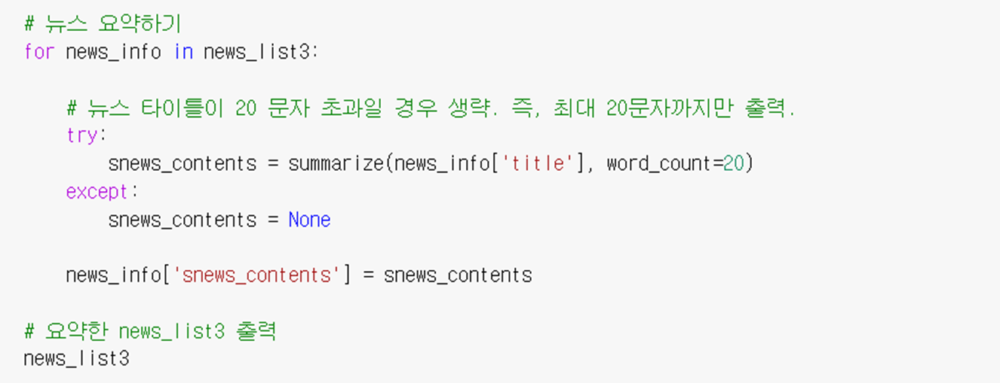 # 뉴스 요약하기
for news_info in news_list3:
# 뉴스 타이틀이 20 문자 초과일 경우 생략. 즉, 최대 20문자까지만 출력.
try:
snews_contents = summarize(news_info['title'], word_count=20)
except:
snews_contents = None
news_info['snews_contents'] = snews_contents
# 요약한 news_list3 출력
news_list3